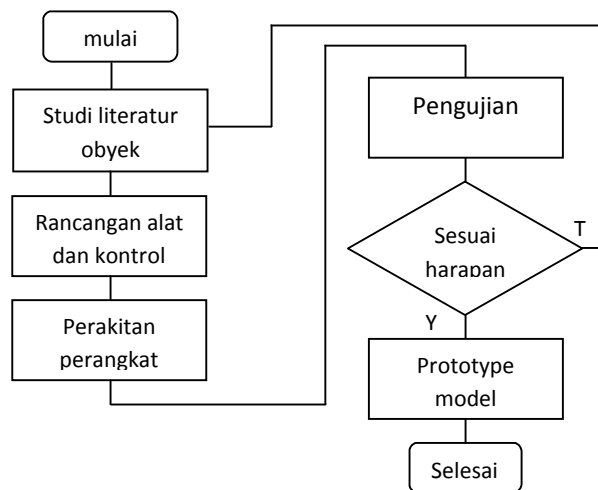 mulai
Studi literatur
obyek
Rancangan alat
dan kontrol
Perakitan
perangkat
Pengujian
Sesuai
harapan
T
Y
Prototype
model
Selesai